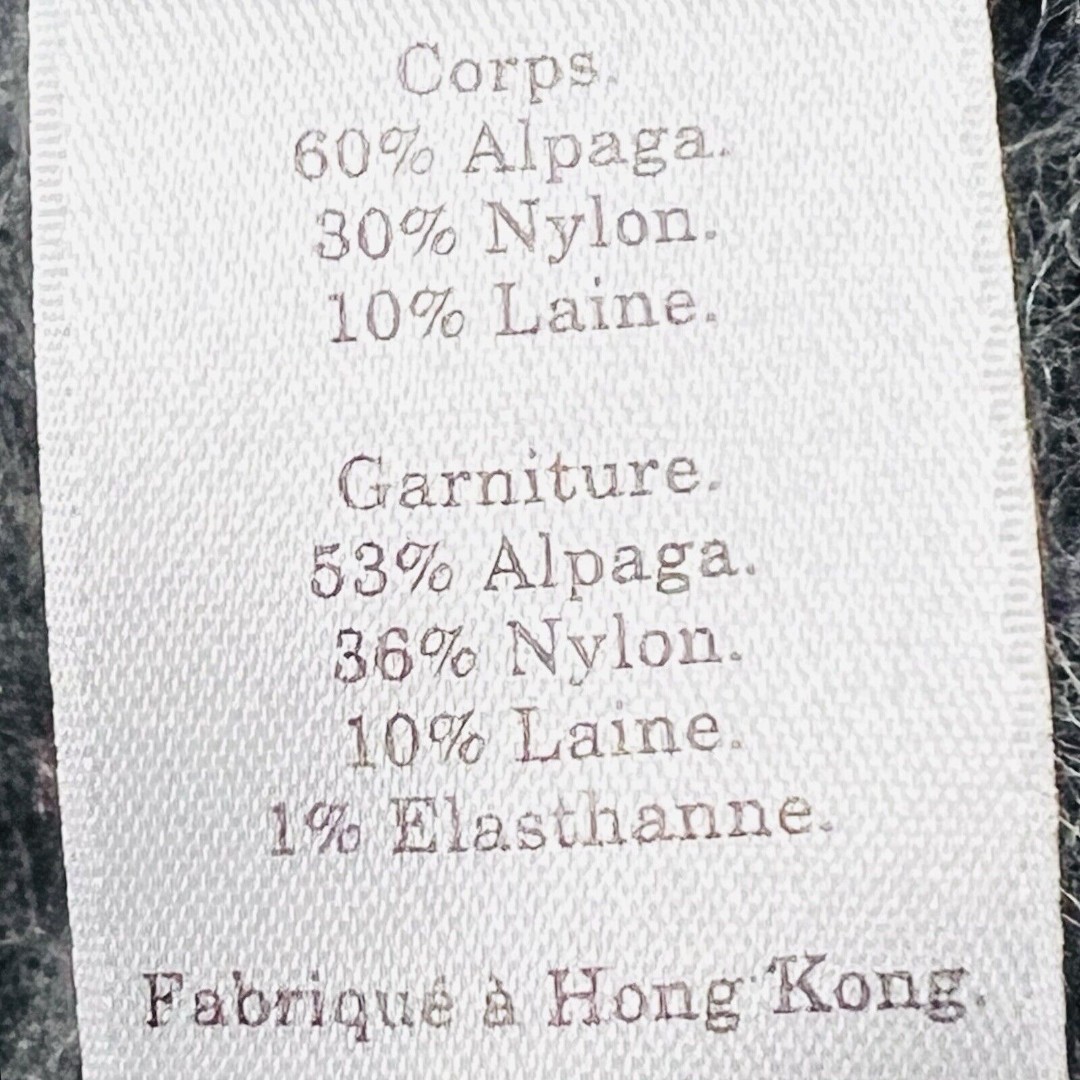 Corps.
60% Alpaga.
30% Nylon.
10% Laine.
Garniture.
53% Alpaga.
36% Nylon.
10% Laine.
1% Elasthanne.
Fabriqué à Hong Kong.